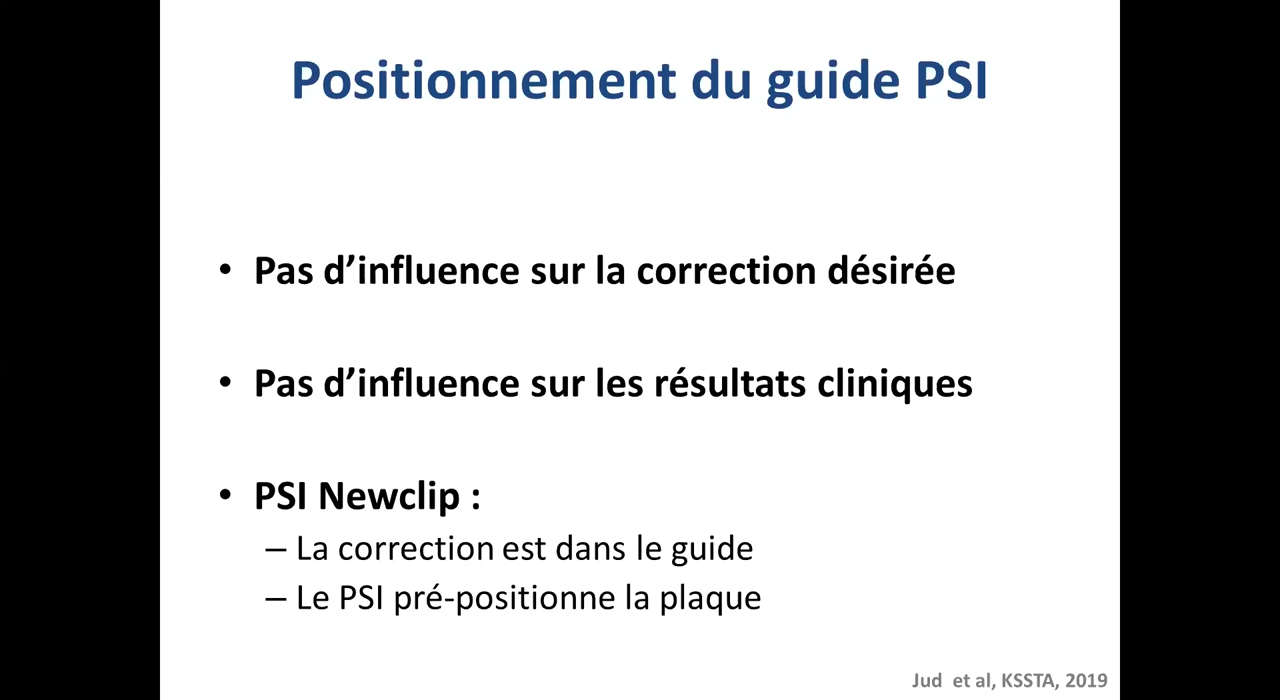 Positionnement du guide PSI
• Pas d’influence sur la correction désirée
• Pas d’influence sur les résultats cliniques
• PSI Newclip :
– La correction est dans le guide
– Le PSI pré-positionne la plaque
Jud et al, KSSTA, 2019